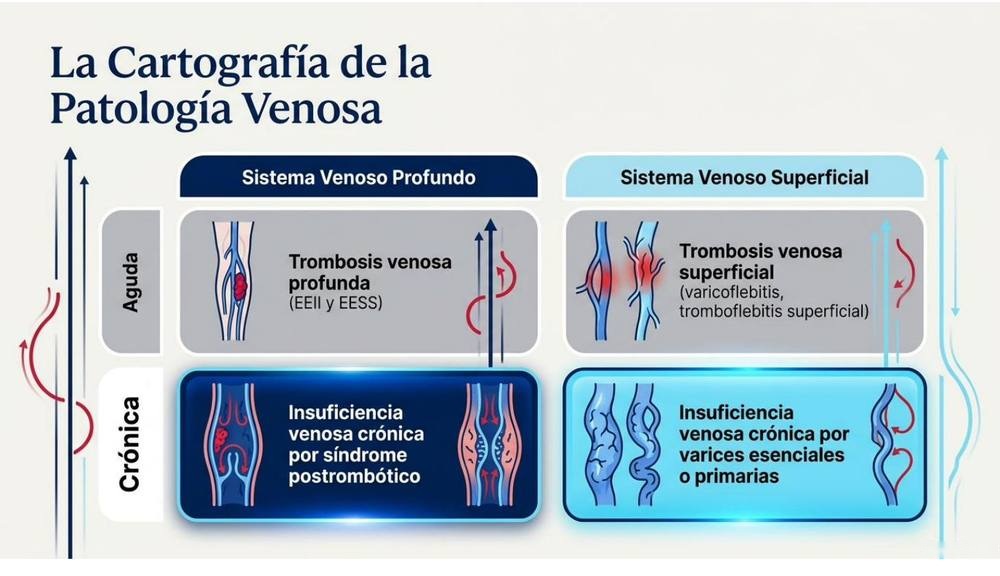 La Cartografía de la
Patología Venosa
Sistema Venoso Profundo
Sistema Venoso Superficial
Aguda
Trombosis venosa
profunda
(EEII y EESS)
Trombosis venosa
superficial
(varicoflebitis,
tromboflebitis superficial)
Crónica
Insuficiencia
venosa crónica
por síndrome
postrombótico
Insuficiencia
venosa crónica por
varices esenciales
o primarias